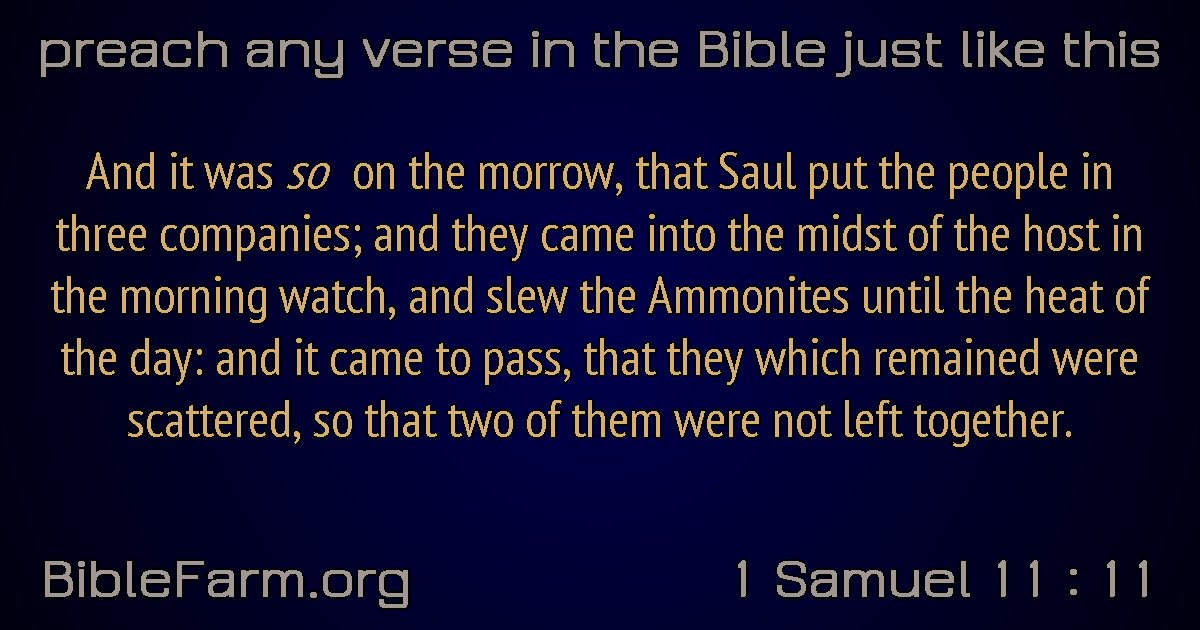 preach any verse in the Bible just like this
And it was so on the morrow, that Saul put the people in
three companies; and they came into the midst of the host in
the morning watch, and slew the Ammonites until the heat of
the day: and it came to pass, that they which remained were
scattered, so that two of them were not left together.
BibleFarm.org
1 Samuel 11 : 11